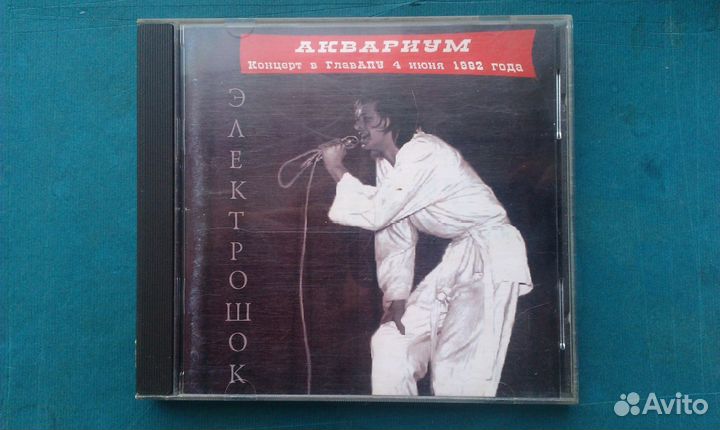 АКВАРИУМ
Концерт в ГлавАПУ 4 июня 1982 года
ЭЛЕКТРОШОК
Avito